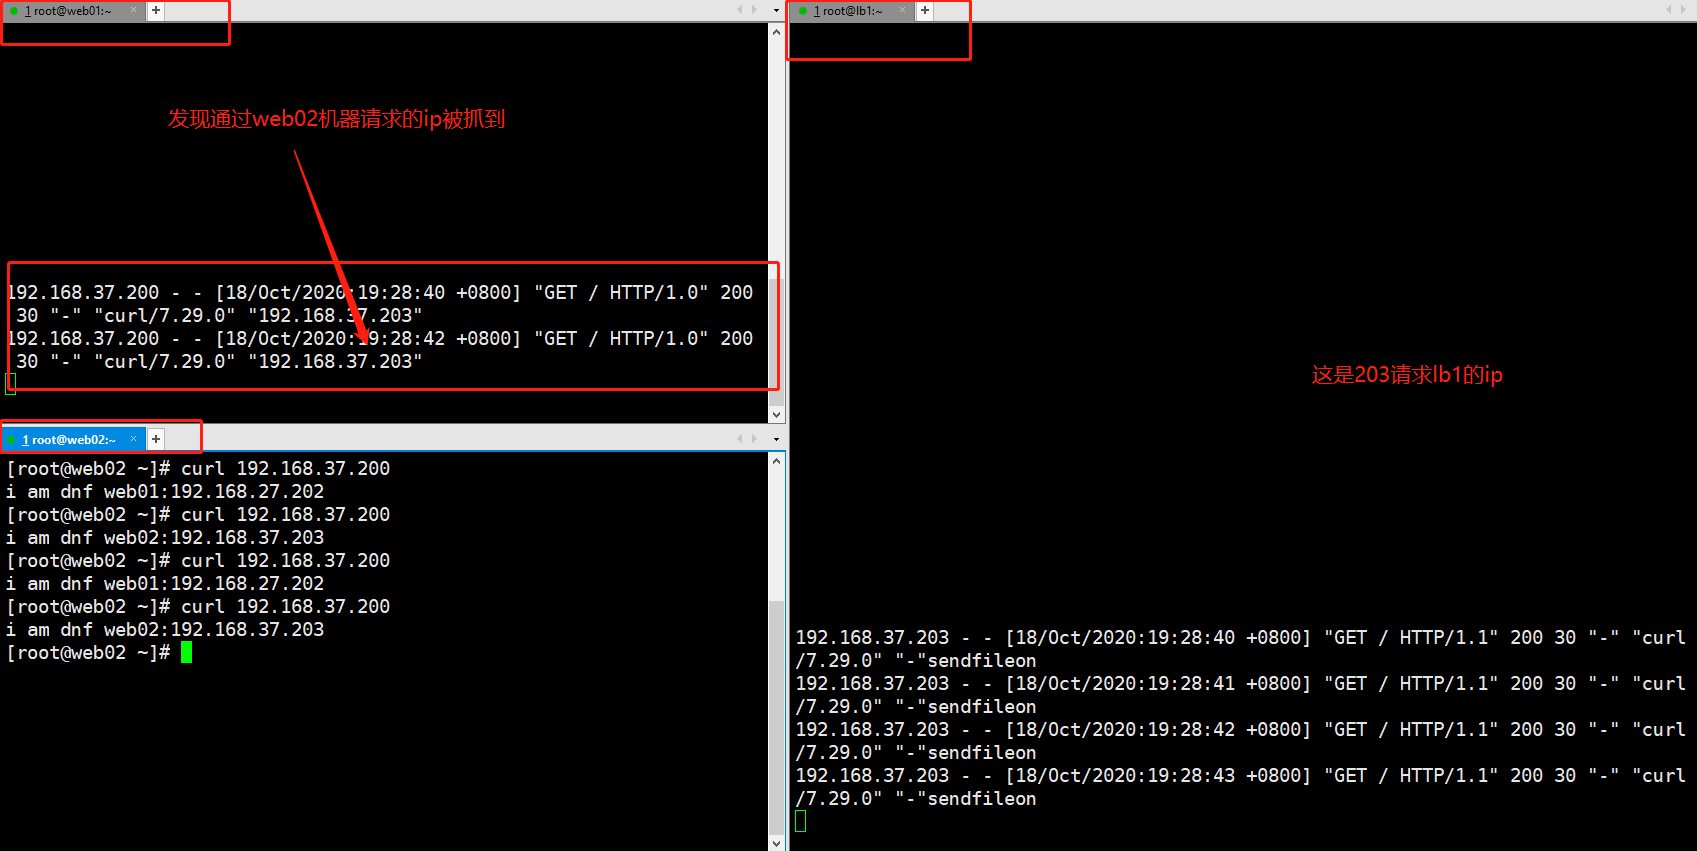 1 root@web01:~ × +
发现通过web02机器请求的ip被抓到
192.168.37.200 - - [18/Oct/2020:19:28:40 +0800] "GET / HTTP/1.0" 200
30 "-" "curl/7.29.0" "192.168.37.203"
192.168.37.200 - - [18/Oct/2020:19:28:42 +0800] "GET / HTTP/1.0" 200
30 "-" "curl/7.29.0" "192.168.37.203"
1 root@web02:~ × +
[root@web02 ~]# curl 192.168.37.200
i am dnf web01:192.168.27.202
[root@web02 ~]# curl 192.168.37.200
i am dnf web02:192.168.37.203
[root@web02 ~]# curl 192.168.37.200
i am dnf web01:192.168.27.202
[root@web02 ~]# curl 192.168.37.200
i am dnf web02:192.168.37.203
[root@web02 ~]#
1 root@lb1:~ × +
这是203请求lb1的ip
192.168.37.203 - - [18/Oct/2020:19:28:40 +0800] "GET / HTTP/1.1" 200 30 "-" "curl
/7.29.0" "-"sendfileon
192.168.37.203 - - [18/Oct/2020:19:28:41 +0800] "GET / HTTP/1.1" 200 30 "-" "curl
/7.29.0" "-"sendfileon
192.168.37.203 - - [18/Oct/2020:19:28:42 +0800] "GET / HTTP/1.1" 200 30 "-" "curl
/7.29.0" "-"sendfileon
192.168.37.203 - - [18/Oct/2020:19:28:43 +0800] "GET / HTTP/1.1" 200 30 "-" "curl
/7.29.0" "-"sendfileon